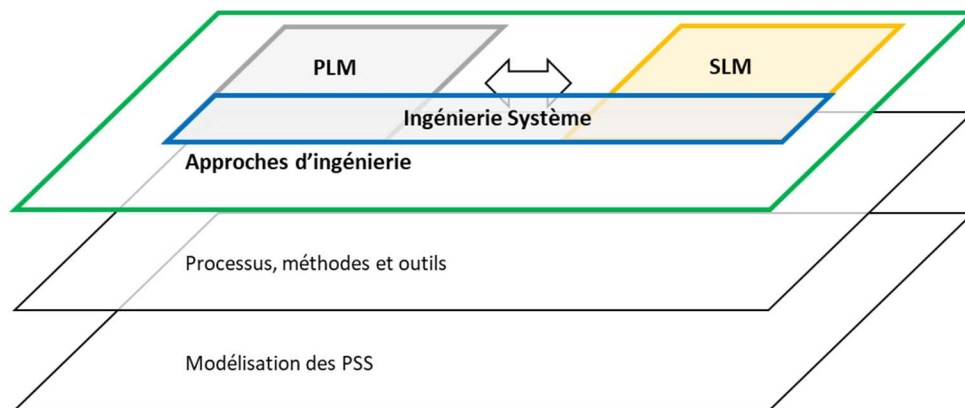 PLM
SLM
Ingénierie Système
Approches d'ingénierie
Processus, méthodes et outils
Modélisation des PSS